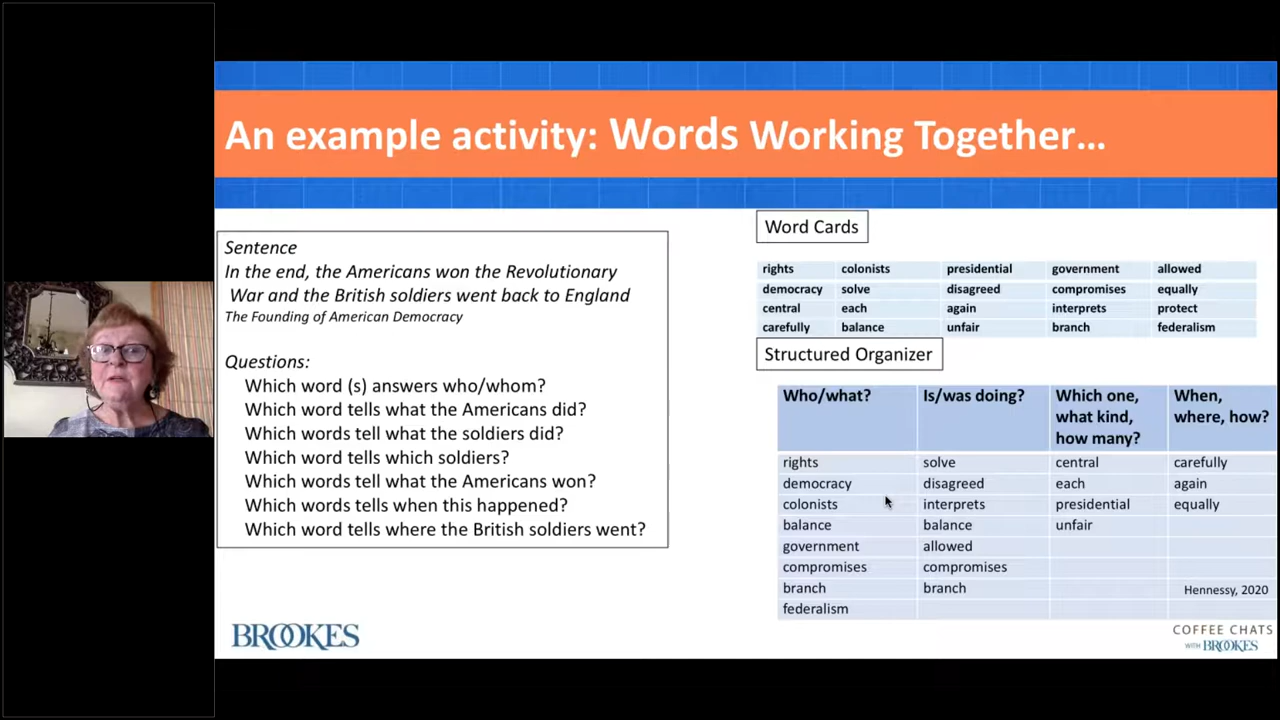 An example activity: Words Working Together...
Sentence
In the end, the Americans won the Revolutionary
War and the British soldiers went back to England
The Founding of American Democracy
Questions:
Which word (s) answers who/whom?
Which word tells what the Americans did?
Which words tell what the soldiers did?
Which word tells which soldiers?
Which words tell what the Americans won?
Which words tells when this happened?
Which word tells where the British soldiers went?
Word Cards
rights colonists presidential government allowed
democracy solve disagreed compromises equally
central each again interprets protect
carefully balance unfair branch federalism
Structured Organizer
Who/what? Is/was doing? Which one, what kind, how many? When, where, how?
rights solve central carefully
democracy disagreed each again
colonists interprets presidential equally
balance balance unfair
government allowed
compromises compromises
branch branch
federalism
Hennessy, 2020
BROOKES
COFFEE CHATS
WITH BROOKES